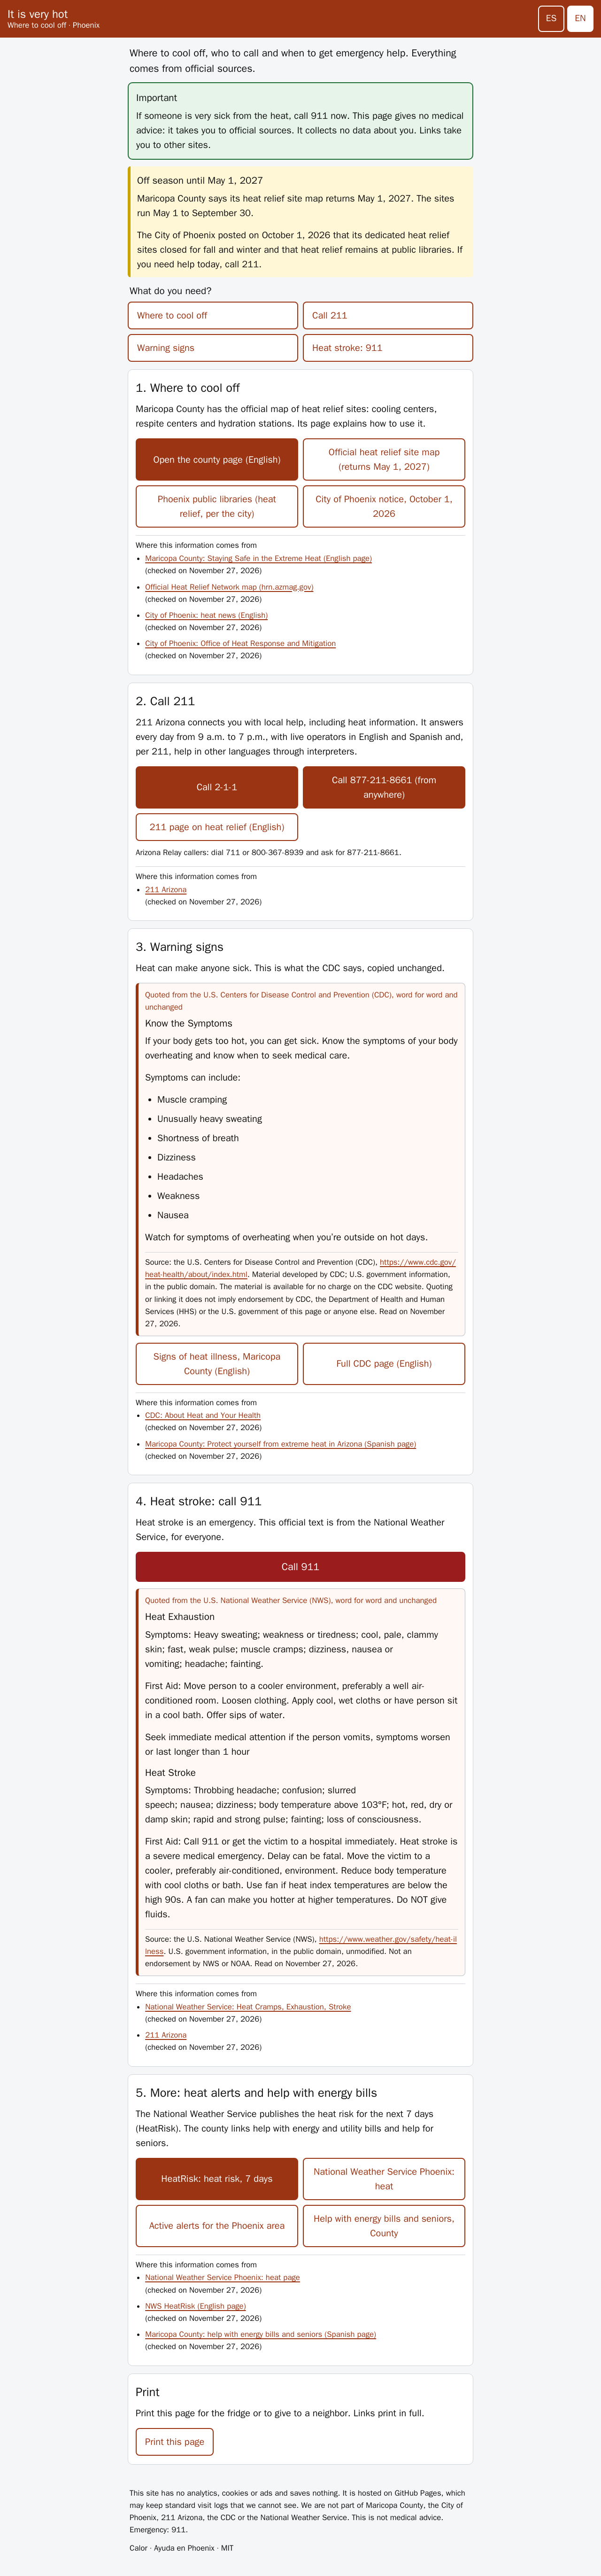 It is very hot
Where to cool off · Phoenix
ES
EN
Where to cool off, who to call and when to get emergency help. Everything
comes from official sources.
Important
If someone is very sick from the heat, call 911 now. This page gives no medical
advice: it takes you to official sources. It collects no data about you. Links take
you to other sites.
Off season until May 1, 2027
Maricopa County says its heat relief site map returns May 1, 2027. The sites
run May 1 to September 30.
The City of Phoenix posted on October 1, 2026 that its dedicated heat relief
sites closed for fall and winter and that heat relief remains at public libraries. If
you need help today, call 211.
What do you need?
Where to cool off
Call 211
Warning signs
Heat stroke: 911
1. Where to cool off
Maricopa County has the official map of heat relief sites: cooling centers,
respite centers and hydration stations. Its page explains how to use it.
Open the county page (English)
Official heat relief site map
(returns May 1, 2027)
Phoenix public libraries (heat
relief, per the city)
City of Phoenix notice, October 1,
2026
Where this information comes from
• Maricopa County: Staying Safe in the Extreme Heat (English page)
(checked on November 27, 2026)
• Official Heat Relief Network map (hrn.azmag.gov)
(checked on November 27, 2026)
• City of Phoenix: heat news (English)
(checked on November 27, 2026)
• City of Phoenix: Office of Heat Response and Mitigation
(checked on November 27, 2026)
2. Call 211
211 Arizona connects you with local help, including heat information. It answers
every day from 9 a.m. to 7 p.m., with live operators in English and Spanish and,
per 211, help in other languages through interpreters.
Call 2-1-1
Call 877-211-8661 (from
anywhere)
211 page on heat relief (English)
Arizona Relay callers: dial 711 or 800-367-8939 and ask for 877-211-8661.
Where this information comes from
• 211 Arizona
(checked on November 27, 2026)
3. Warning signs
Heat can make anyone sick. This is what the CDC says, copied unchanged.
Quoted from the U.S. Centers for Disease Control and Prevention (CDC), word for word and
unchanged
Know the Symptoms
If your body gets too hot, you can get sick. Know the symptoms of your body
overheating and know when to seek medical care.
Symptoms can include:
• Muscle cramping
• Unusually heavy sweating
• Shortness of breath
• Dizziness
• Headaches
• Weakness
• Nausea
Watch for symptoms of overheating when you're outside on hot days.
Source: the U.S. Centers for Disease Control and Prevention (CDC), https://www.cdc.gov/
heat-health/about/index.html. Material developed by CDC; U.S. government information,
in the public domain. The material is available for no charge on the CDC website. Quoting
or linking it does not imply endorsement by CDC, the Department of Health and Human
Services (HHS) or the U.S. government of this page or anyone else. Read on November
27, 2026.
Signs of heat illness, Maricopa
County (English)
Full CDC page (English)
Where this information comes from
• CDC: About Heat and Your Health
(checked on November 27, 2026)
• Maricopa County: Protect yourself from extreme heat in Arizona (Spanish page)
(checked on November 27, 2026)
4. Heat stroke: call 911
Heat stroke is an emergency. This official text is from the National Weather
Service, for everyone.
Call 911
Quoted from the U.S. National Weather Service (NWS), word for word and unchanged
Heat Exhaustion
Symptoms: Heavy sweating; weakness or tiredness; cool, pale, clammy
skin; fast, weak pulse; muscle cramps; dizziness, nausea or
vomiting; headache; fainting.
First Aid: Move person to a cooler environment, preferably a well air-
conditioned room. Loosen clothing. Apply cool, wet cloths or have person sit
in a cool bath. Offer sips of water.
Seek immediate medical attention if the person vomits, symptoms worsen
or last longer than 1 hour
Heat Stroke
Symptoms: Throbbing headache; confusion; slurred
speech; nausea; dizziness; body temperature above 103°F; hot, red, dry or
damp skin; rapid and strong pulse; fainting; loss of consciousness.
First Aid: Call 911 or get the victim to a hospital immediately. Heat stroke is
a severe medical emergency. Delay can be fatal. Move the victim to a
cooler, preferably air-conditioned, environment. Reduce body temperature
with cool cloths or bath. Use fan if heat index temperatures are below the
high 90s. A fan can make you hotter at higher temperatures. Do NOT give
fluids.
Source: the U.S. National Weather Service (NWS), https://www.weather.gov/safety/heat-il
lness. U.S. government information, in the public domain, unmodified. Not an
endorsement by NWS or NOAA. Read on November 27, 2026.
Where this information comes from
• National Weather Service: Heat Cramps, Exhaustion, Stroke
(checked on November 27, 2026)
• 211 Arizona
(checked on November 27, 2026)
5. More: heat alerts and help with energy bills
The National Weather Service publishes the heat risk for the next 7 days
(HeatRisk). The county links help with energy and utility bills and help for
seniors.
HeatRisk: heat risk, 7 days
National Weather Service Phoenix:
heat
Active alerts for the Phoenix area
Help with energy bills and seniors,
County
Where this information comes from
• National Weather Service Phoenix: heat page
(checked on November 27, 2026)
• NWS HeatRisk (English page)
(checked on November 27, 2026)
• Maricopa County: help with energy bills and seniors (Spanish page)
(checked on November 27, 2026)
Print
Print this page for the fridge or to give to a neighbor. Links print in full.
Print this page
This site has no analytics, cookies or ads and saves nothing. It is hosted on GitHub Pages, which
may keep standard visit logs that we cannot see. We are not part of Maricopa County, the City of
Phoenix, 211 Arizona, the CDC or the National Weather Service. This is not medical advice.
Emergency: 911.
Calor · Ayuda en Phoenix · MIT